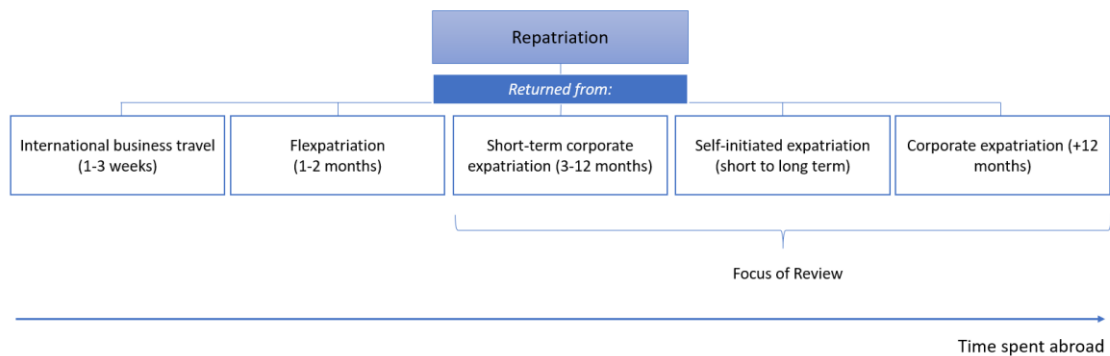 Repatriation
Returned from:
International business travel
(1-3 weeks)
Flexpatriation
(1-2 months)
Short-term corporate
expatriation (3-12 months)
Self-initiated expatriation
(short to long term)
Corporate expatriation (+12
months)
Focus of Review
Time spent abroad